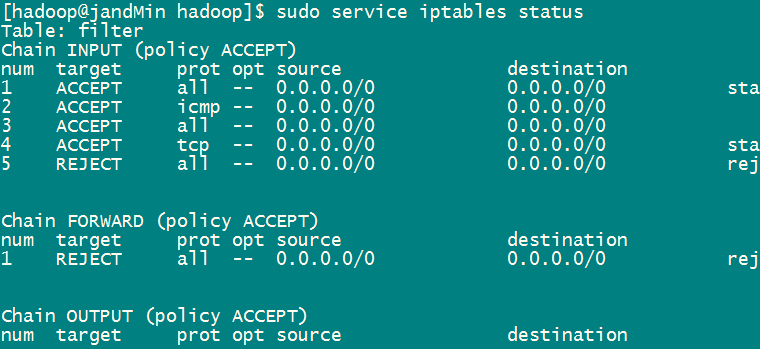 [hadoop@jandMin hadoop]$ sudo service iptables status
Table: filter
Chain INPUT (policy ACCEPT)
num  target     prot opt source               destination
1    ACCEPT     all  --  0.0.0.0/0            0.0.0.0/0           sta
2    ACCEPT     icmp --  0.0.0.0/0            0.0.0.0/0
3    ACCEPT     all  --  0.0.0.0/0            0.0.0.0/0
4    ACCEPT     tcp  --  0.0.0.0/0            0.0.0.0/0           sta
5    REJECT     all  --  0.0.0.0/0            0.0.0.0/0           rej
Chain FORWARD (policy ACCEPT)
num  target     prot opt source               destination
1    REJECT     all  --  0.0.0.0/0            0.0.0.0/0           rej
Chain OUTPUT (policy ACCEPT)
num  target     prot opt source               destination